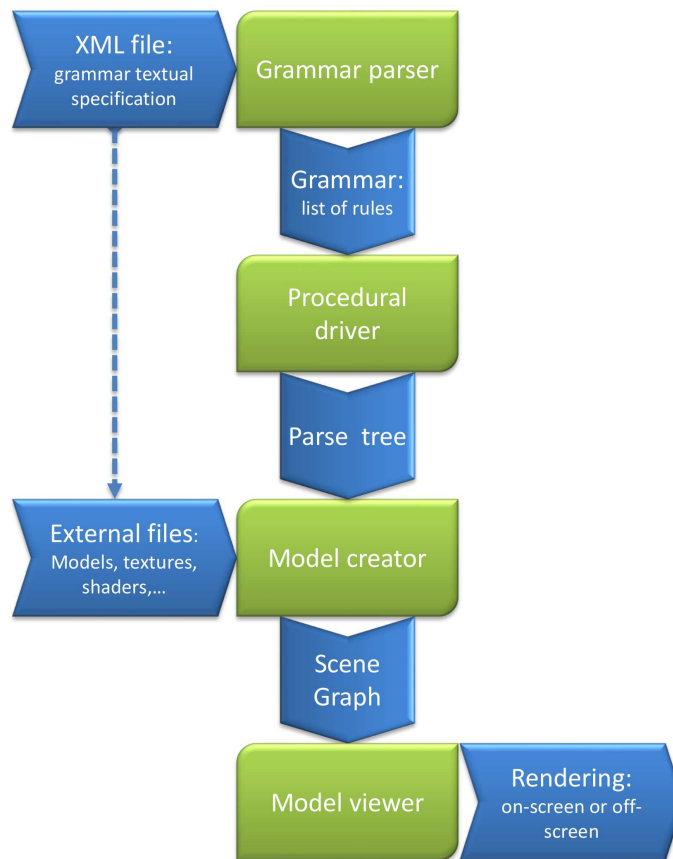 XML file:
grammar textual
specification
Grammar parser
Grammar:
list of rules
Procedural
driver
Parse tree
External files:
Models, textures,
shaders,...
Model creator
Scene
Graph
Model viewer
Rendering:
on-screen or off-
screen